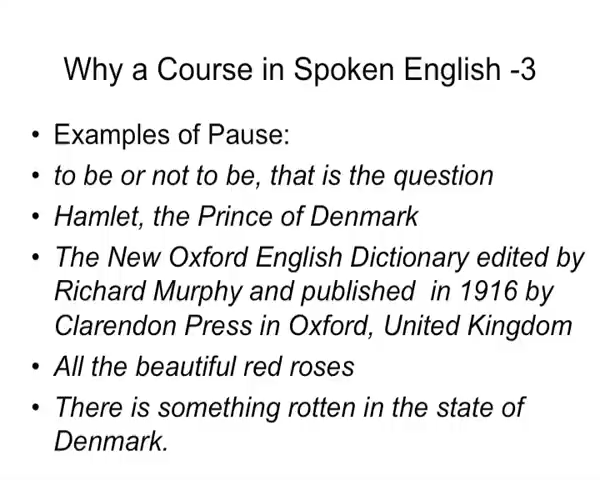 Why a Course in Spoken English -3
• Examples of Pause:
• to be or not to be, that is the question
• Hamlet, the Prince of Denmark
• The New Oxford English Dictionary edited by
Richard Murphy and published in 1916 by
Clarendon Press in Oxford, United Kingdom
• All the beautiful red roses
• There is something rotten in the state of
Denmark.